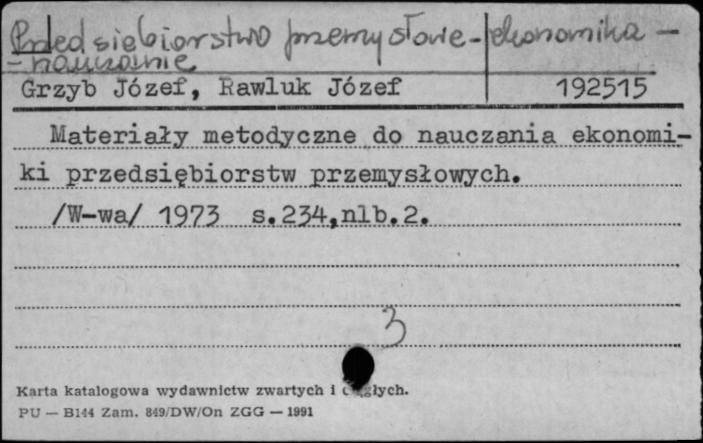 Przedsiębiorstwo przemysłowe - ekonomika -
- nauczanie
Grzyb Józef, Rawluk Józef 192515
Materiały metodyczne do nauczania ekonomi-
ki przedsiębiorstw przemysłowych.
/W-wa/ 1973 s.234,nlb.2.
3
Karta katalogowa wydawnictw zwartych i ciągłych.
PU — B144 Zam. 849/DW/On ZGG — 1991